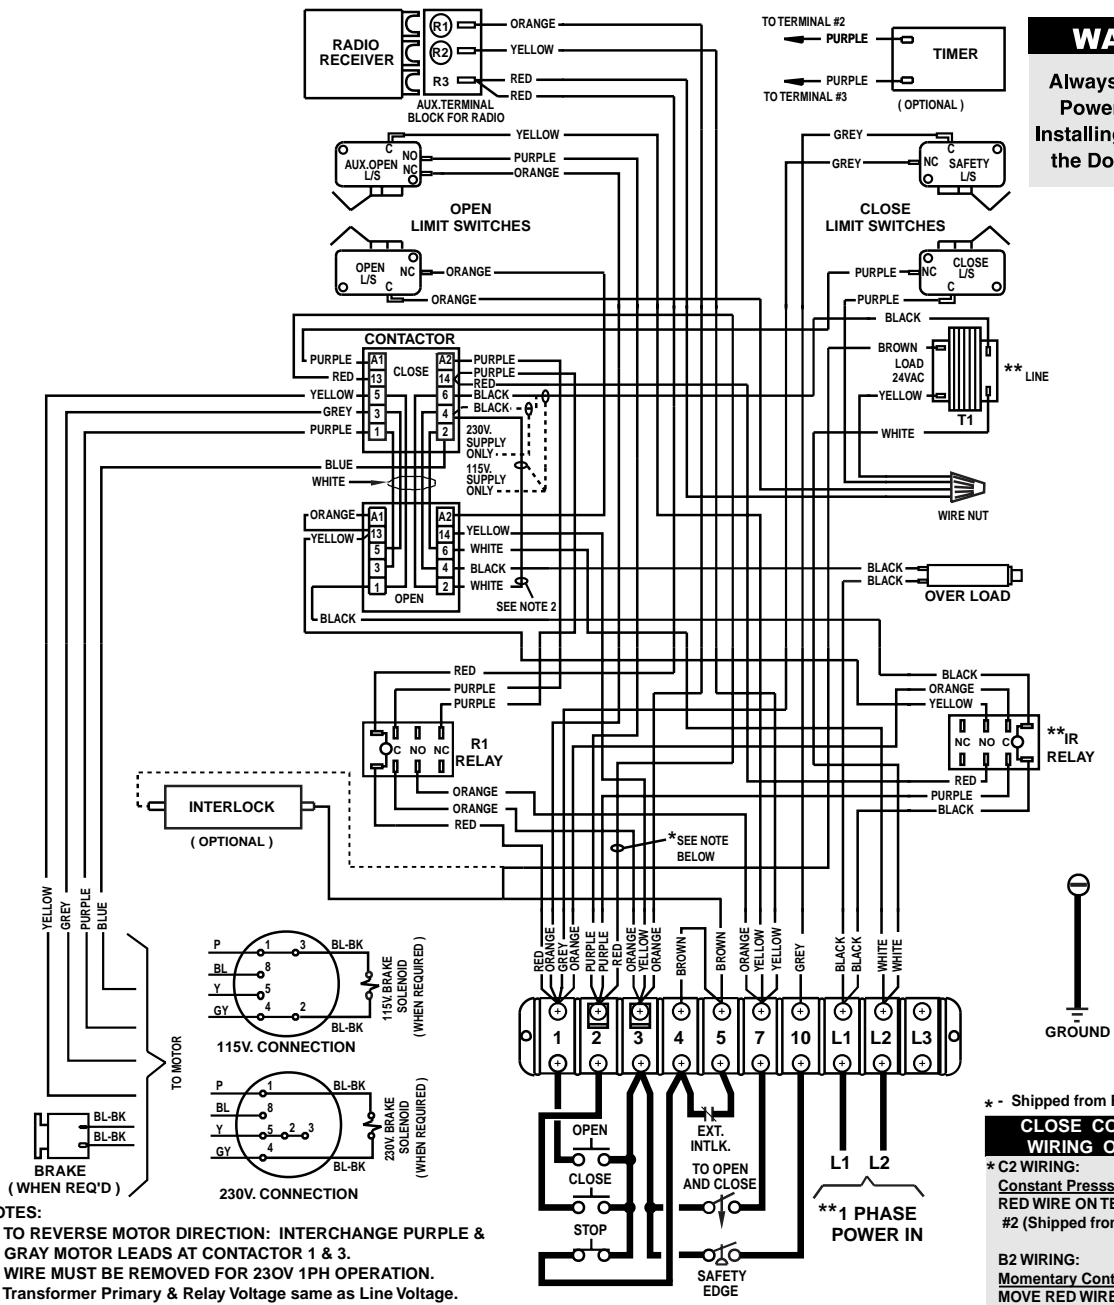 R1
ORANGE
RADIO
RECEIVER
R2
YELLOW
R3
RED
RED
AUX.TERMINAL
BLOCK FOR RADIO
TO TERMINAL #2
PURPLE
TIMER
PURPLE
TO TERMINAL #3
( OPTIONAL )
WA
Always
Power
Installing
the Do
YELLOW
C
NO
AUX.OPEN
L/S
NC
PURPLE
ORANGE
OPEN
LIMIT SWITCHES
GREY
C
GREY
NC
SAFETY
L/S
CLOSE
LIMIT SWITCHES
OPEN
L/S
NC
C
ORANGE
ORANGE
PURPLE
NC
CLOSE
L/S
C
PURPLE
BLACK
CONTACTOR
PURPLE
A1
CLOSE
A2
PURPLE
RED
13
14
PURPLE
RED
YELLOW
5
6
BLACK
GREY
3
4
BLACK
PURPLE
1
2
230V.
SUPPLY
ONLY
115V.
SUPPLY
ONLY
BROWN
LOAD
24VAC
YELLOW
** LINE
T1
WHITE
BLUE
WHITE
WIRE NUT
ORANGE
A1
A2
YELLOW
13
14
YELLOW
5
6
WHITE
3
4
BLACK
1
2
WHITE
OPEN
SEE NOTE 2
BLACK
BLACK
BLACK
OVER LOAD
RED
PURPLE
PURPLE
C NO NC
R1
RELAY
ORANGE
ORANGE
RED
BLACK
ORANGE
YELLOW
NC NO C
**IR
RELAY
RED
PURPLE
BLACK
INTERLOCK
( OPTIONAL )
*SEE NOTE
BELOW
YELLOW
GREY
PURPLE
BLUE
TO MOTOR
P
BL
Y
GY
1
3
8
5
4
2
BL-BK
BL-BK
115V. BRAKE
SOLENOID
( WHEN REQUIRED )
115V. CONNECTION
P
BL
Y
GY
1
8
5
2
3
4
BL-BK
BL-BK
230V. BRAKE
SOLENOID
(WHEN REQUIRED )
230V. CONNECTION
BL-BK
BL-BK
BRAKE
( WHEN REQ'D )
RED
ORANGE
GREY
ORANGE
PURPLE
PURPLE
RED
ORANGE
YELLOW
ORANGE
BROWN
BROWN
ORANGE
YELLOW
YELLOW
GREY
BLACK
BLACK
WHITE
WHITE
1 2 3 4 5 7 10 L1 L2 L3
OPEN
CLOSE
STOP
EXT.
INTLK.
TO OPEN
AND CLOSE
SAFETY
EDGE
L1 L2
**1 PHASE
POWER IN
GROUND
OTES:
TO REVERSE MOTOR DIRECTION: INTERCHANGE PURPLE &
GRAY MOTOR LEADS AT CONTACTOR 1 & 3.
WIRE MUST BE REMOVED FOR 23OV 1PH OPERATION.
Transformer Primary & Relay Voltage same as Line Voltage.
* - Shipped from
CLOSE CO
WIRING O
* C2 WIRING:
Constant Presss
RED WIRE ON TE
#2 (Shipped from
B2 WIRING:
Momentary Cont
MOVE RED WIRE